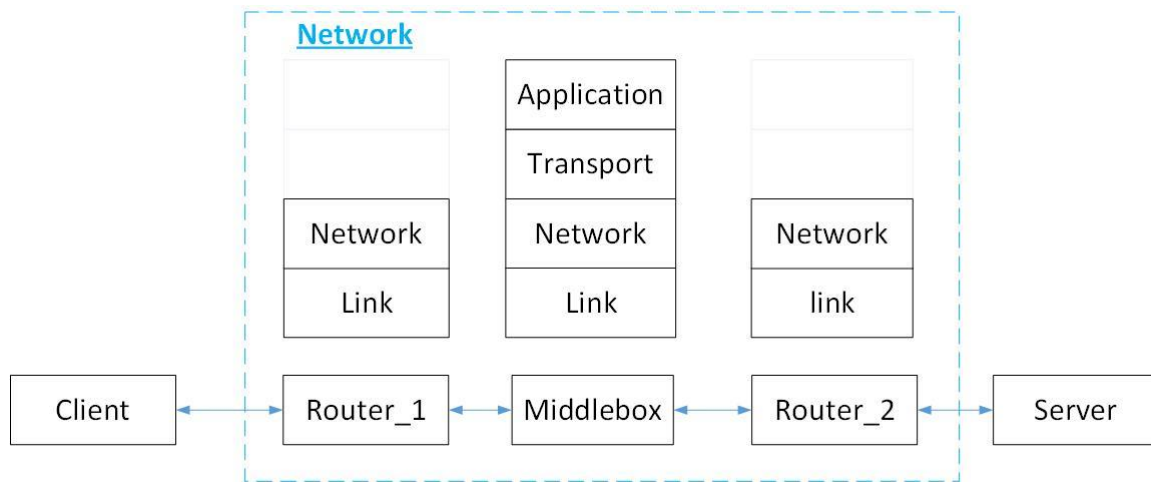 Network
Application
Transport
Network
Network
Network
Link
Link
link
Client
Router_1
Middlebox
Router_2
Server